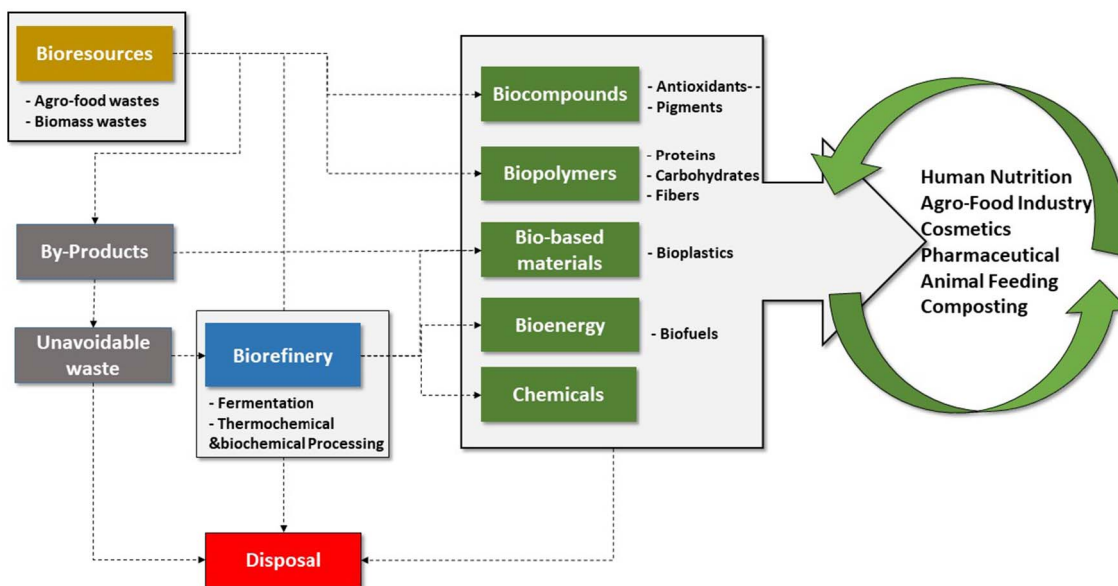 Bioresources
- Agro-food wastes
- Biomass wastes
By-Products
Unavoidable
waste
Biorefinery
- Fermentation
- Thermochemical
&biochemical Processing
Disposal
Biocompounds
- Antioxidants--
- Pigments
Biopolymers
- Proteins
- Carbohydrates
- Fibers
Bio-based
materials
- Bioplastics
Bioenergy
- Biofuels
Chemicals
Human Nutrition
Agro-Food Industry
Cosmetics
Pharmaceutical
Animal Feeding
Composting